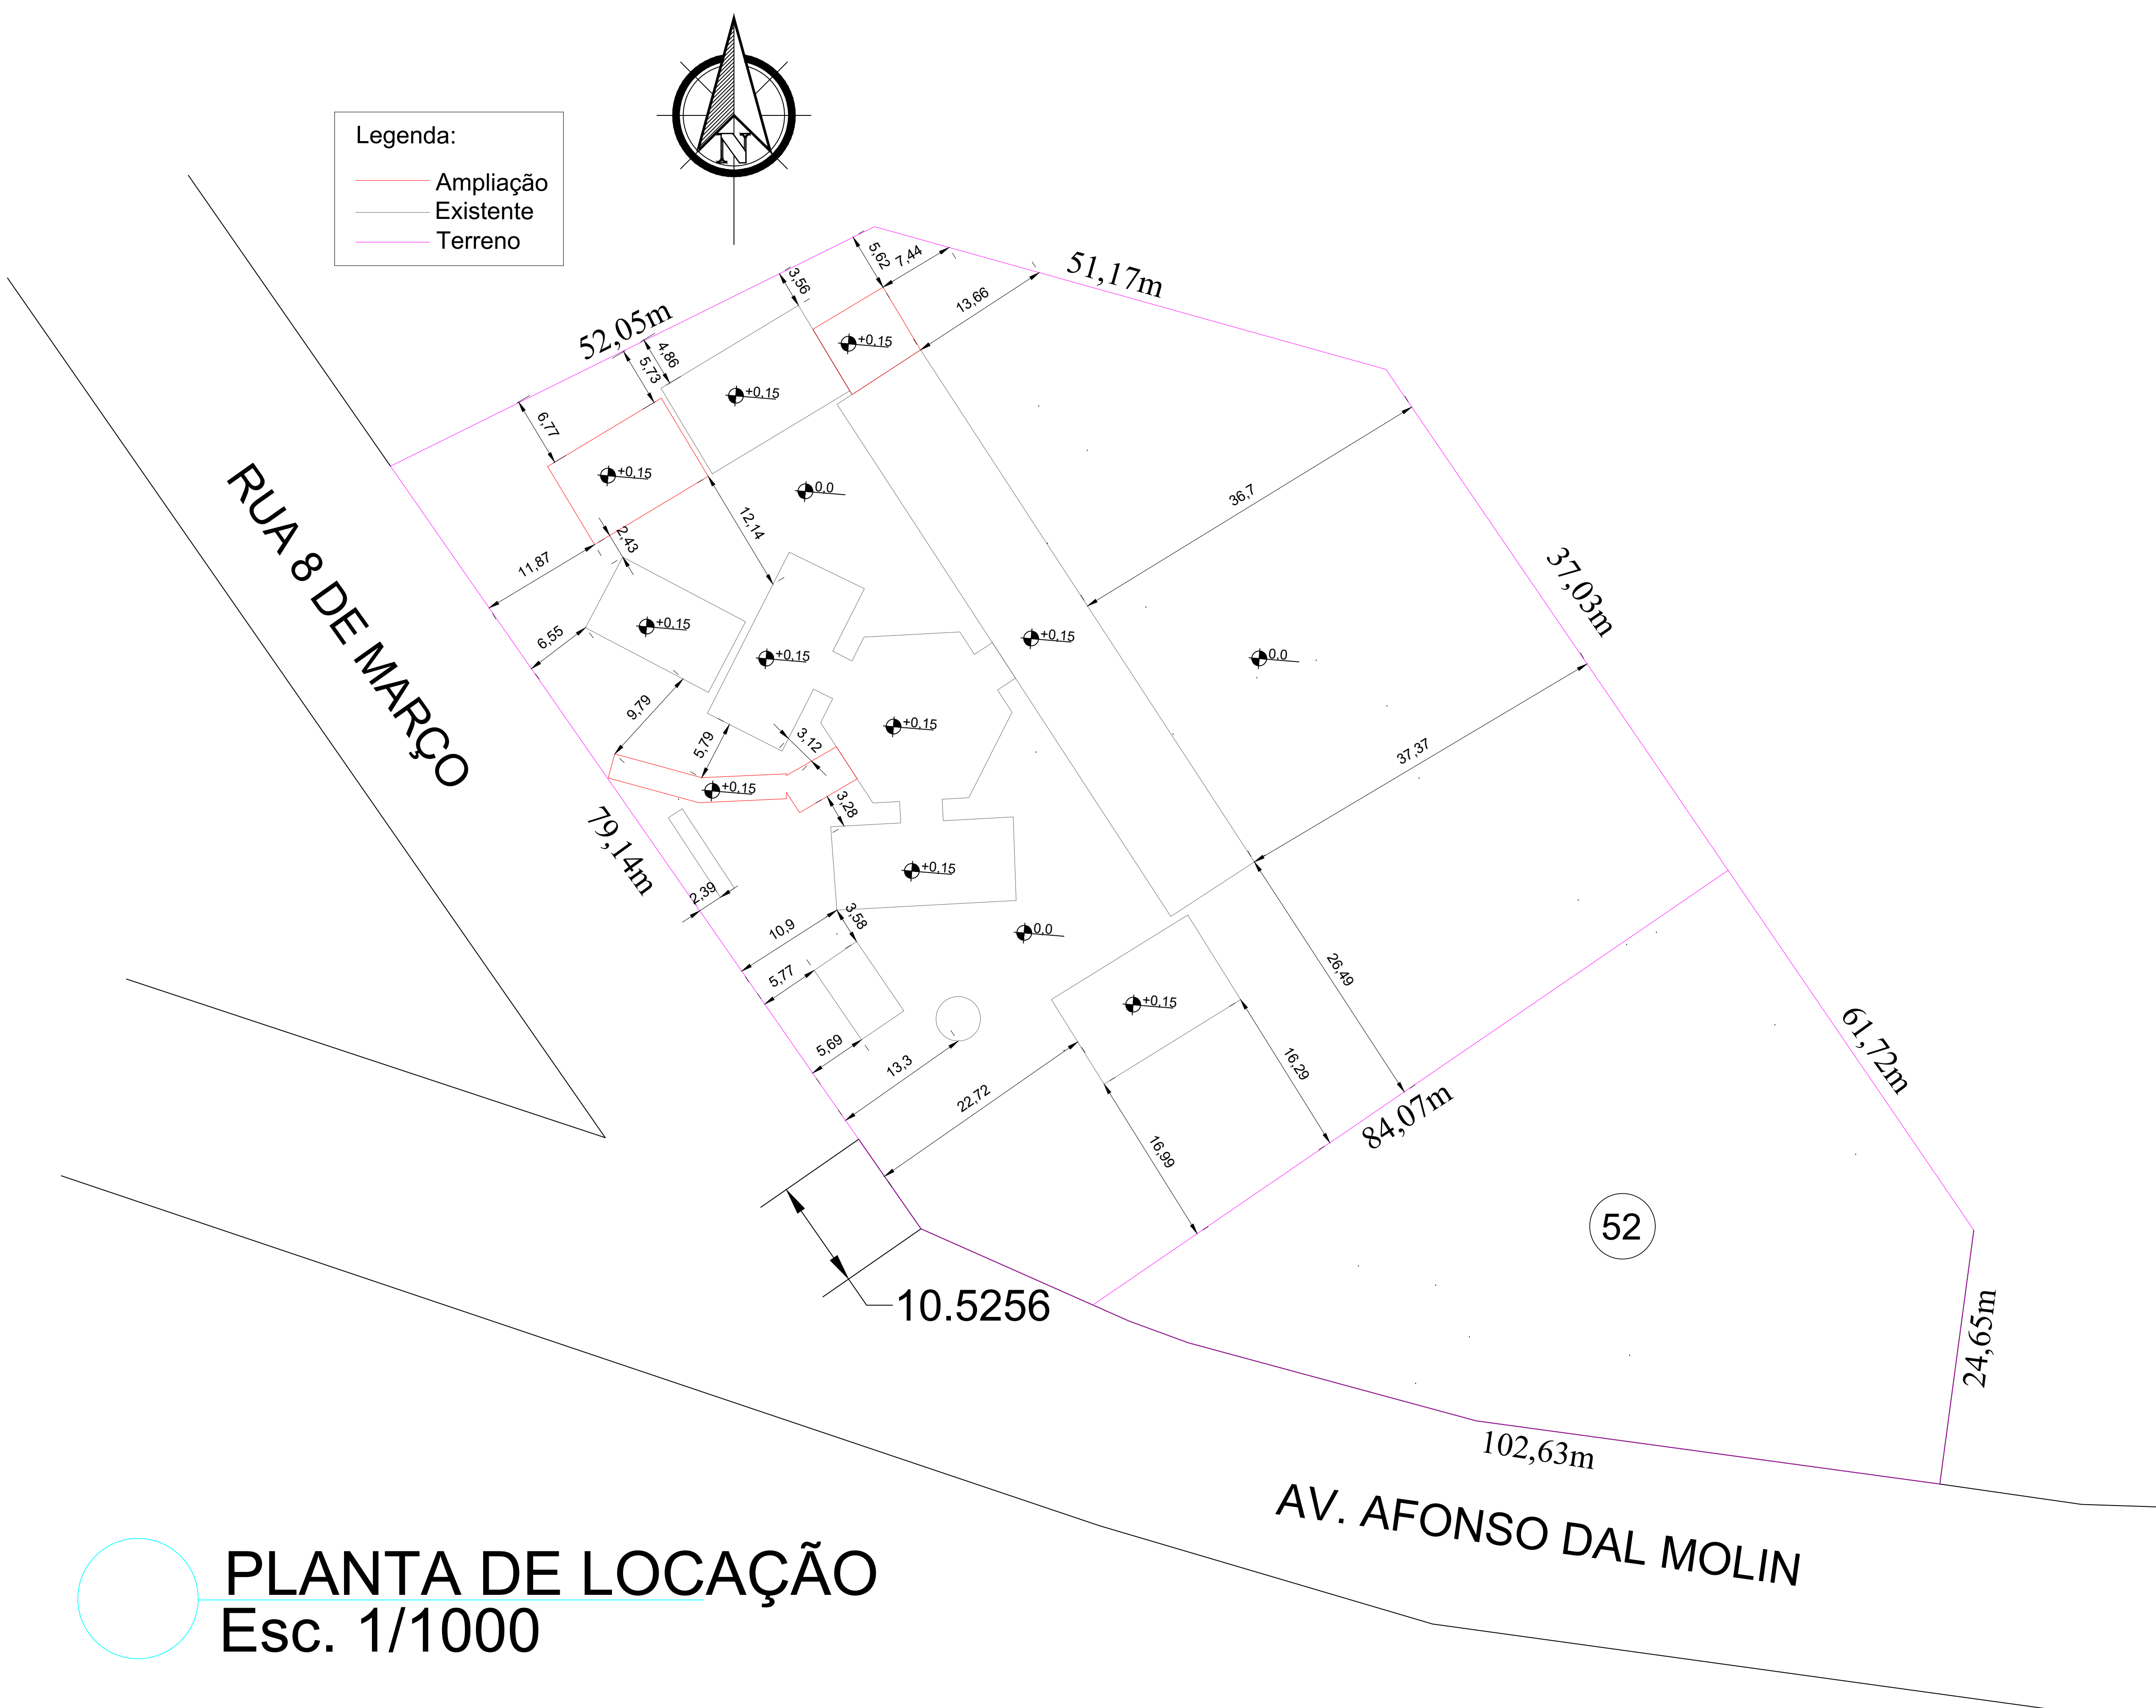 N
Legenda:
Ampliação
Existente
Terreno
5,62
7,44
51,17m
3,56
13,66
52,05m
+0,15
4,86
5,73
+0,15
6,77
+0,15
0,0
36,7
12,14
2,43
11,87
37,03m
RUA 8 DE MARÇO
+0,15
6,55
+0,15
+0,15
0,0
9,79
+0,15
5,79
3,12
37,37
+0,15
3,28
79,14m
+0,15
2,39
3,58
10,9
0,0
5,77
26,49
+0,15
61,72m
5,69
13,3
16,29
22,72
84,07m
16,99
52
10.5256
24,65m
102,63m
AV. AFONSO DAL MOLIN
PLANTA DE LOCAÇÃO
Esc. 1/1000